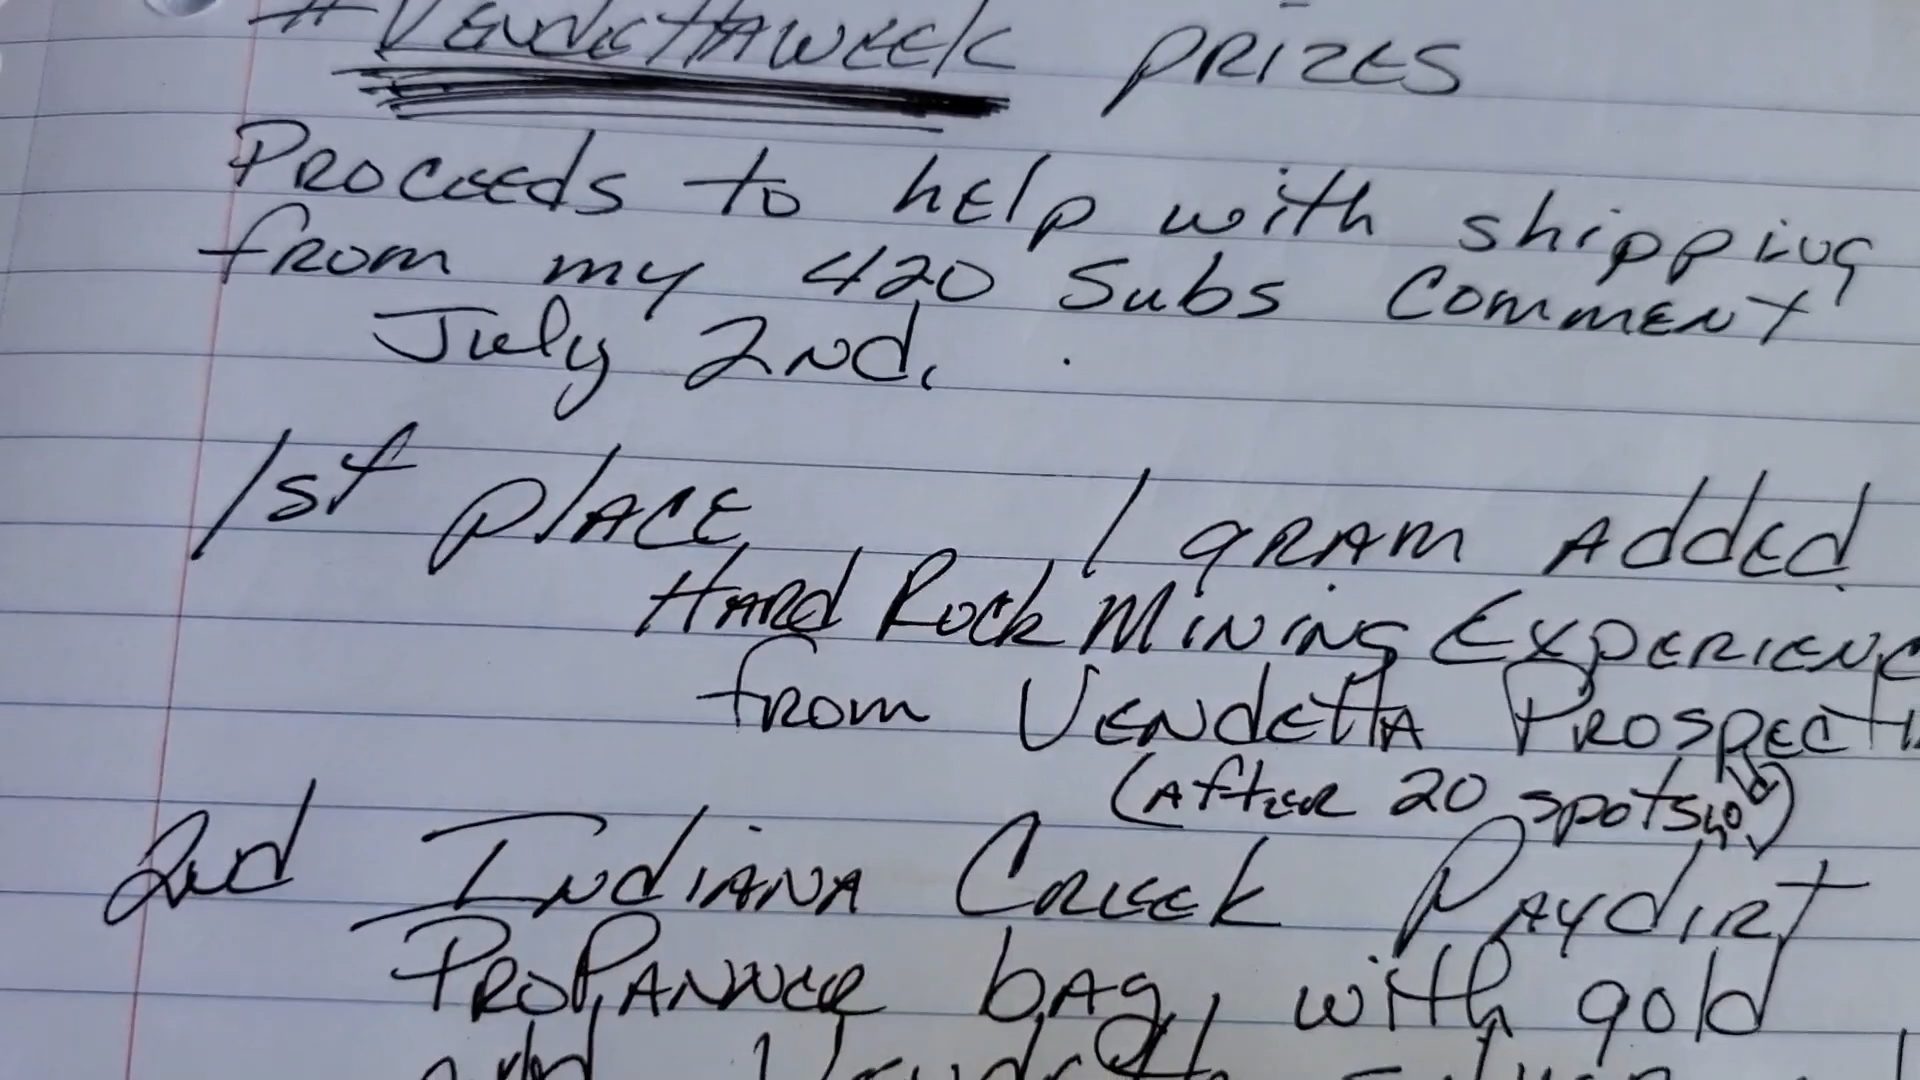 #VENdEttAWEEK PRIZES
PROCEEdS to hElp with shipping
from my 420 Subs COMMENT
July 2Nd.
1st plACE 1 gRAM Added
HARd Rock MiNiNg EXPERIENC
from VENdEttA PROSPECTI
(AftER 20 spots
2nd INdIANA CREEK PAYdIRT
PROPANNER bAg, with gold